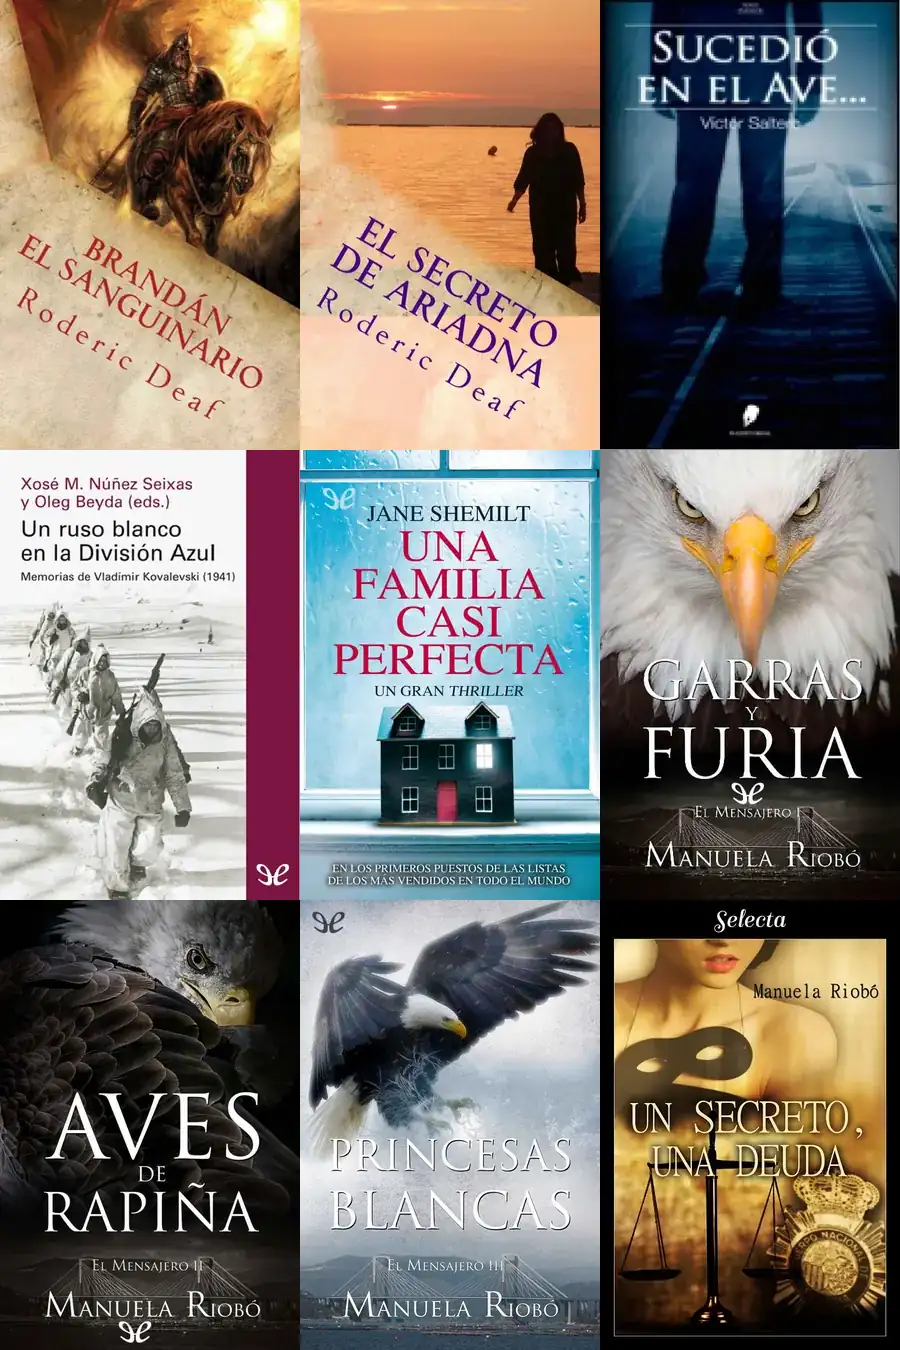 BRANDÁN
EL SANGUINARIO
Roderic Deaf
EL SECRETO
DE ARIADNA
Roderic Deaf
SUCEDIÓ
EN EL AVE...
Víctor Saltero
Xosé M. Núñez Seixas
y Oleg Beyda (eds.)
Un ruso blanco
en la División Azul
Memorias de Vladímir Kovalevski (1941)
JANE SHEMILT
UNA
FAMILIA
CASI
PERFECTA
UN GRAN THRILLER
EN LOS PRIMEROS PUESTOS DE LAS LISTAS
DE LOS MÁS VENDIDOS EN TODO EL MUNDO
GARRAS
Y
FURIA
EL MENSAJERO I
MANUELA RIOBÓ
AVES
DE
RAPIÑA
EL MENSAJERO II
MANUELA RIOBÓ
PRINCESAS
BLANCAS
EL MENSAJERO III
MANUELA RIOBÓ
Selecta
Manuela Riobó
UN SECRETO,
UNA DEUDA